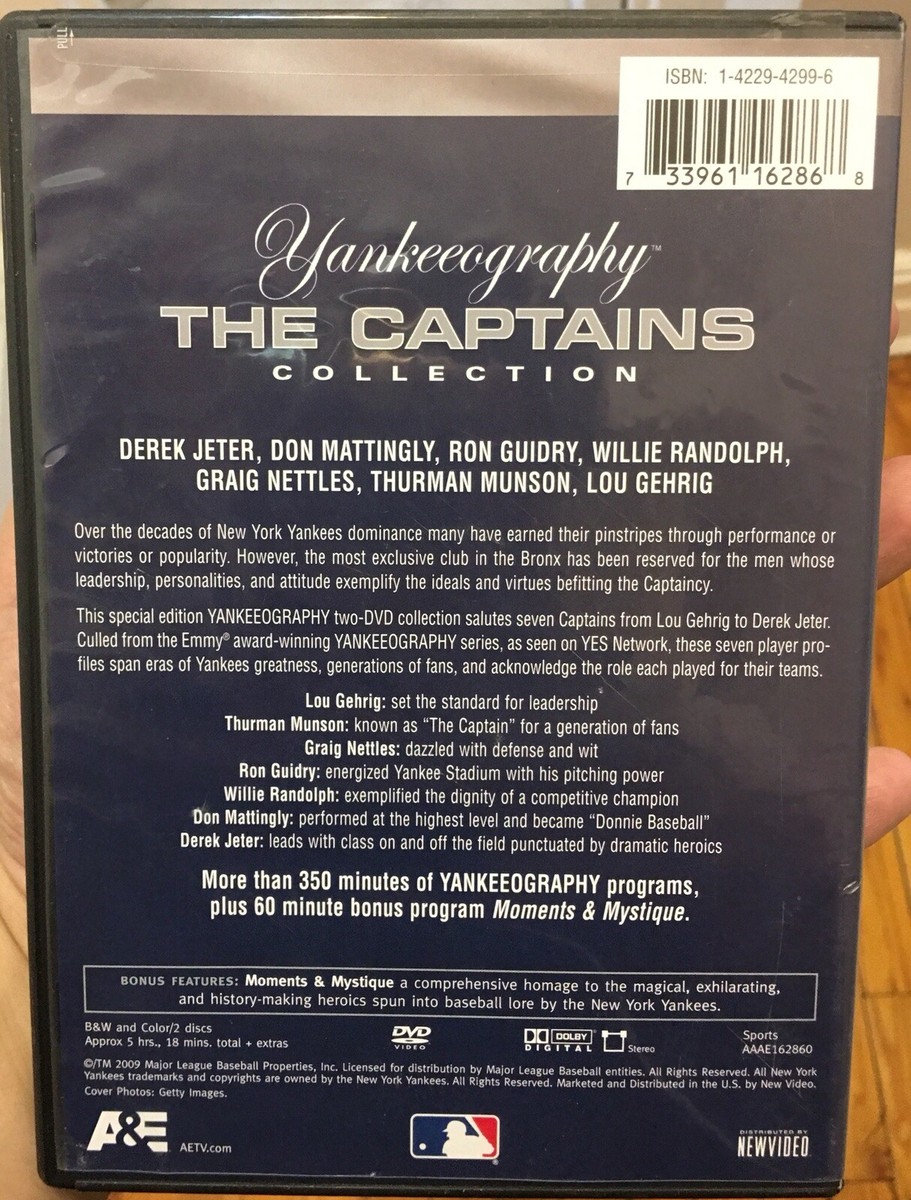 PULL
ISBN: 1-4229-4299-6
7 33961 16286 8
Yankeeography™
THE CAPTAINS
COLLECTION
DEREK JETER, DON MATTINGLY, RON GUIDRY, WILLIE RANDOLPH,
GRAIG NETTLES, THURMAN MUNSON, LOU GEHRIG
Over the decades of New York Yankees dominance many have earned their pinstripes through performance or
victories or popularity. However, the most exclusive club in the Bronx has been reserved for the men whose
leadership, personalities, and attitude exemplify the ideals and virtues befitting the Captaincy.
This special edition YANKEEOGRAPHY two-DVD collection salutes seven Captains from Lou Gehrig to Derek Jeter.
Culled from the Emmy® award-winning YANKEEOGRAPHY series, as seen on YES Network, these seven player pro-
files span eras of Yankees greatness, generations of fans, and acknowledge the role each played for their teams.
Lou Gehrig: set the standard for leadership
Thurman Munson: known as “The Captain” for a generation of fans
Graig Nettles: dazzled with defense and wit
Ron Guidry: energized Yankee Stadium with his pitching power
Willie Randolph: exemplified the dignity of a competitive champion
Don Mattingly: performed at the highest level and became “Donnie Baseball”
Derek Jeter: leads with class on and off the field punctuated by dramatic heroics
More than 350 minutes of YANKEEOGRAPHY programs,
plus 60 minute bonus program Moments & Mystique.
BONUS FEATURES: Moments & Mystique a comprehensive homage to the magical, exhilarating,
and history-making heroics spun into baseball lore by the New York Yankees.
B&W and Color/2 discs
Approx 5 hrs., 18 mins. total + extras
DVD
VIDEO
DOLBY
DIGITAL
Stereo
Sports
AAAE162860
©/TM 2009 Major League Baseball Properties, Inc. Licensed for distribution by Major League Baseball entities. All Rights Reserved. All New York
Yankees trademarks and copyrights are owned by the New York Yankees. All Rights Reserved. Marketed and Distributed in the U.S. by New Video.
Cover Photos: Getty Images.
A&E
AETV.com
DISTRIBUTED BY
NEWVIDEO